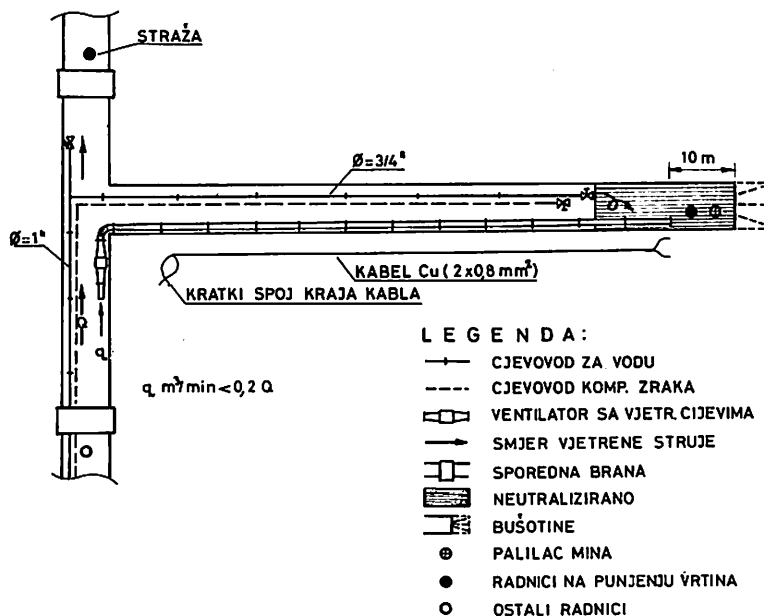 STRAŽA
10 m
Ø=3/4"
Ø=1"
KABEL Cu (2x0,8 mm²)
KRATKI SPOJ KRAJA KABLA
Q
q
q m³/min < 0,2 Q
LEGENDA:
CJEVOVOD ZA VODU
CJEVOVOD KOMP. ZRAKA
VENTILATOR SA VJETR. CIJEVIMA
SMJER VJETRENE STRUJE
SPOREDNA BRANA
NEUTRALIZIRANO
BUŠOTINE
PALILAC MINA
RADNICI NA PUNJENJU VRTINA
OSTALI RADNICI